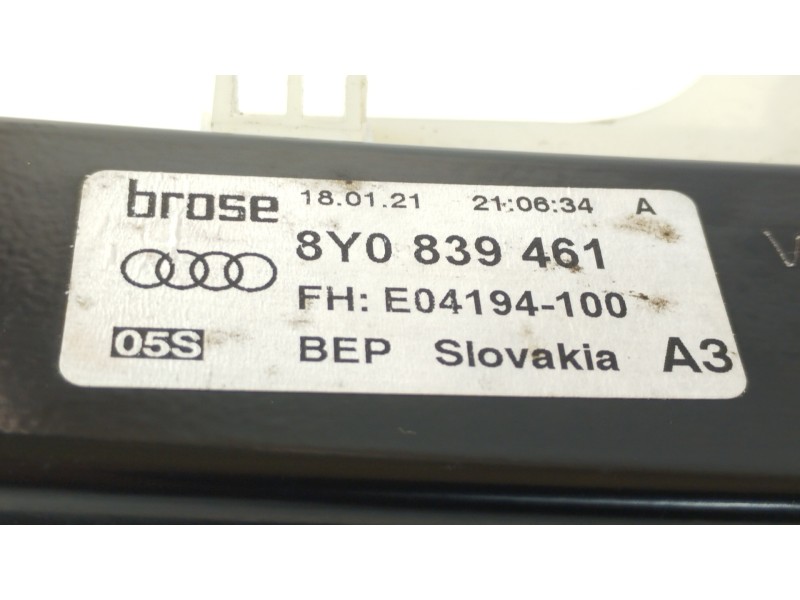 brose 18.01.21 21:06:34 A
8Y0 839 461
FH: E04194-100
05S BEP Slovakia A3